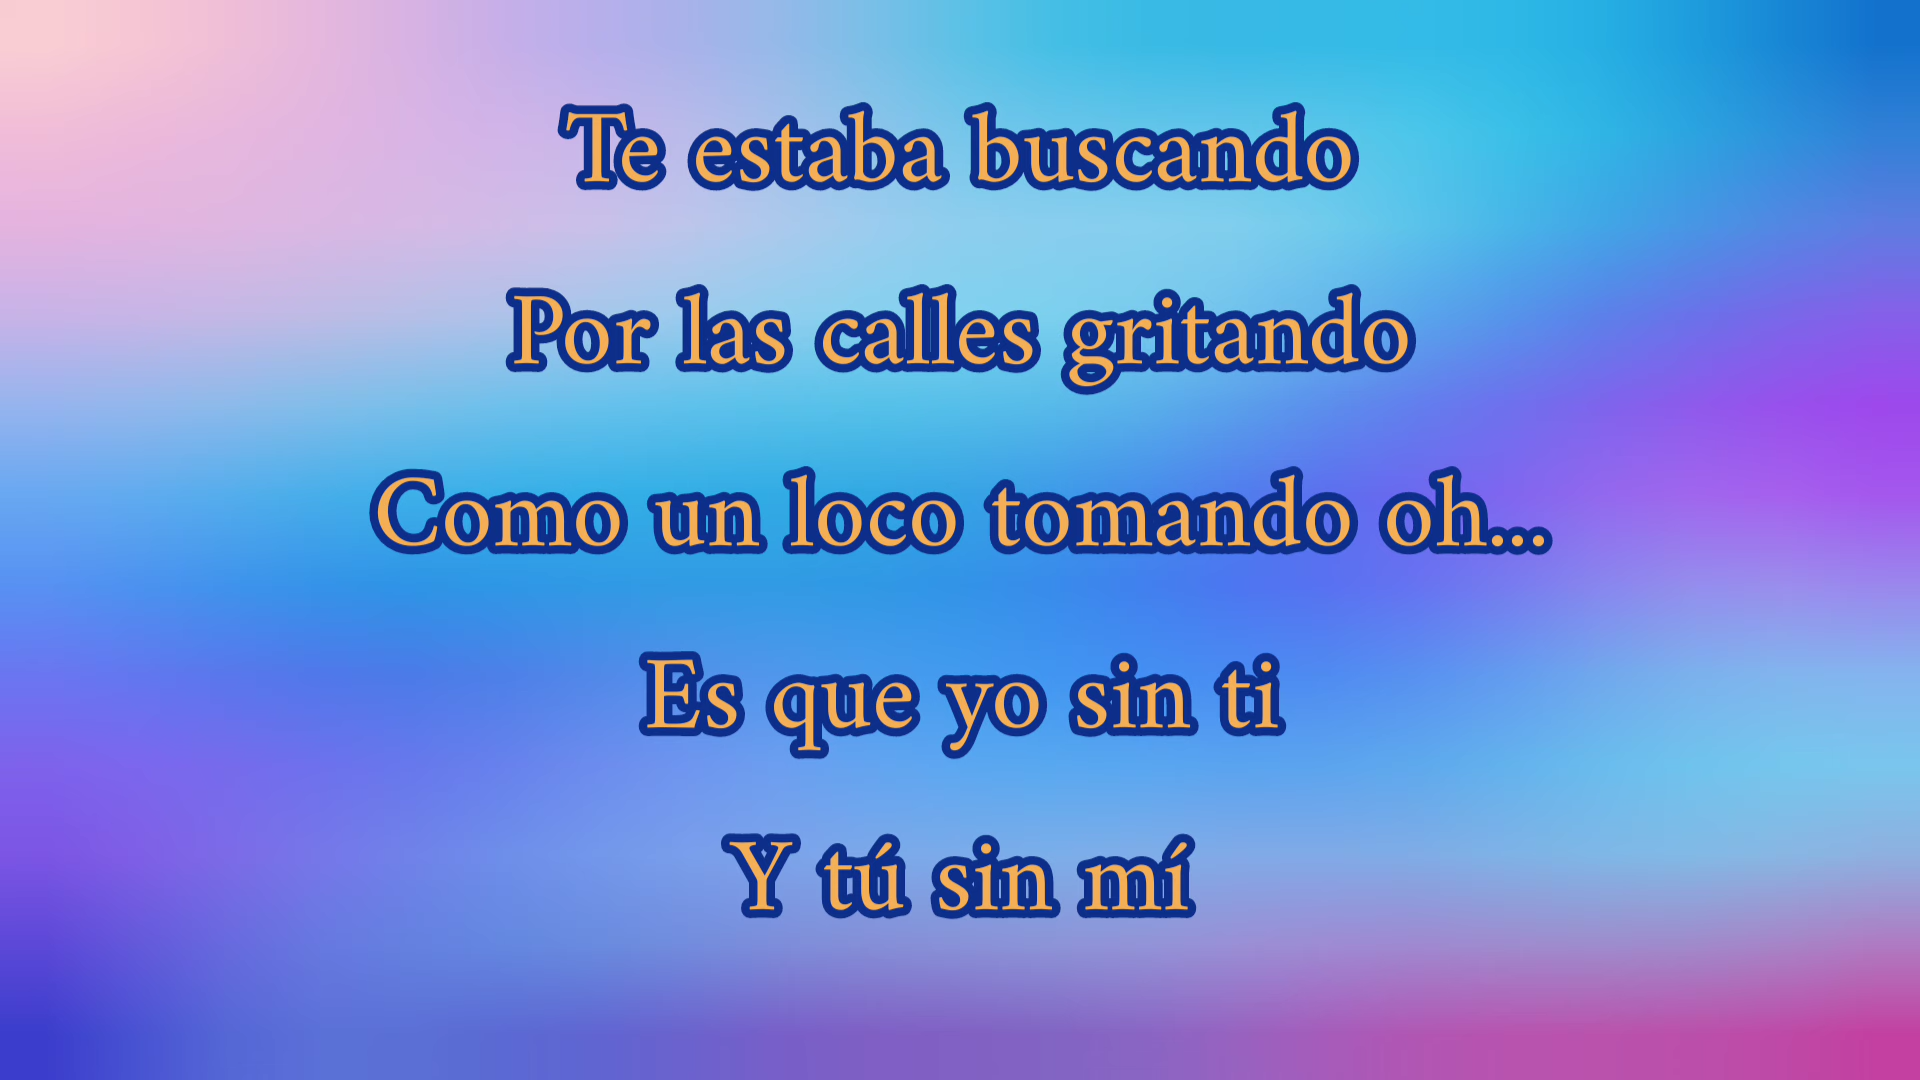 Te estaba buscando
Por las calles gritando
Como un loco tomando oh...
Es que yo sin ti
Y tú sin mí